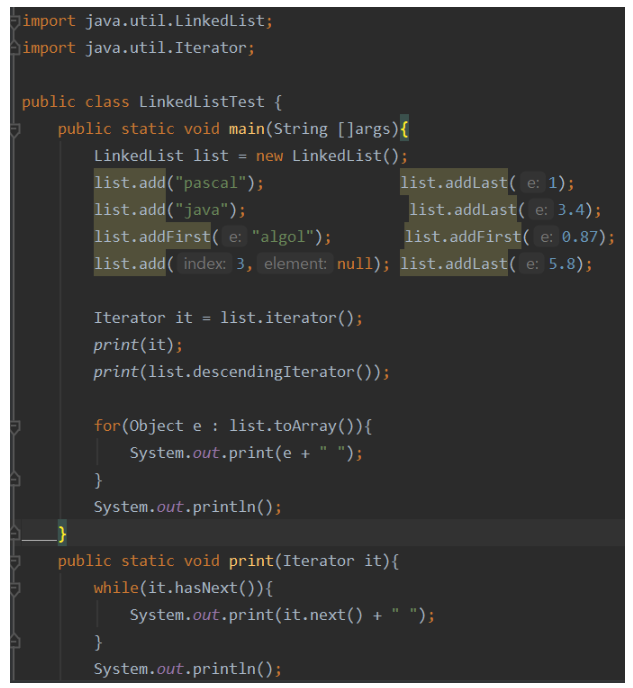 import java.util.LinkedList;
import java.util.Iterator;
public class LinkedListTest {
public static void main(String []args){
LinkedList list = new LinkedList();
list.add("pascal"); list.addLast( e: 1);
list.add("java"); list.addLast( e: 3.4);
list.addFirst( e: "algol"); list.addFirst( e: 0.87);
list.add( index: 3, element: null); list.addLast( e: 5.8);
Iterator it = list.iterator();
print(it);
print(list.descendingIterator());
for(Object e : list.toArray()){
System.out.print(e + " ");
}
System.out.println();
}
public static void print(Iterator it){
while(it.hasNext()){
System.out.print(it.next() + " ");
}
System.out.println();